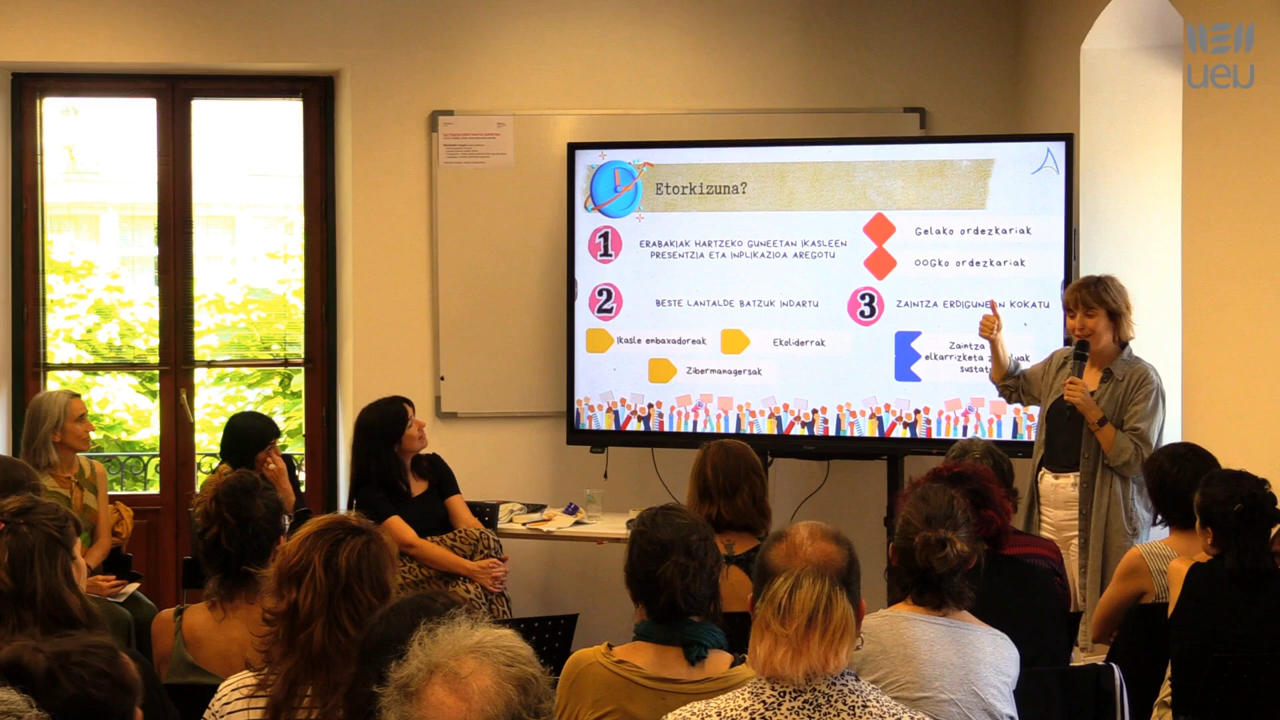 ueu
Etorkizuna?
1
ERABAKIAK HARTZEKO GUNEETAN IKASLEEN
PRESENTZIA ETA INPLIKAZIOA AREGOTU
Gelako ordezkariak
OOGko ordezkariak
2
BESTE LANTALDE BATZUK INDARTU
Ikasle enbaxadoreak
Ekoliderrak
Zibermanagersak
3
ZAINTZA ERDIGUNEAN KOKATU
Zaintza
elkarrizketa